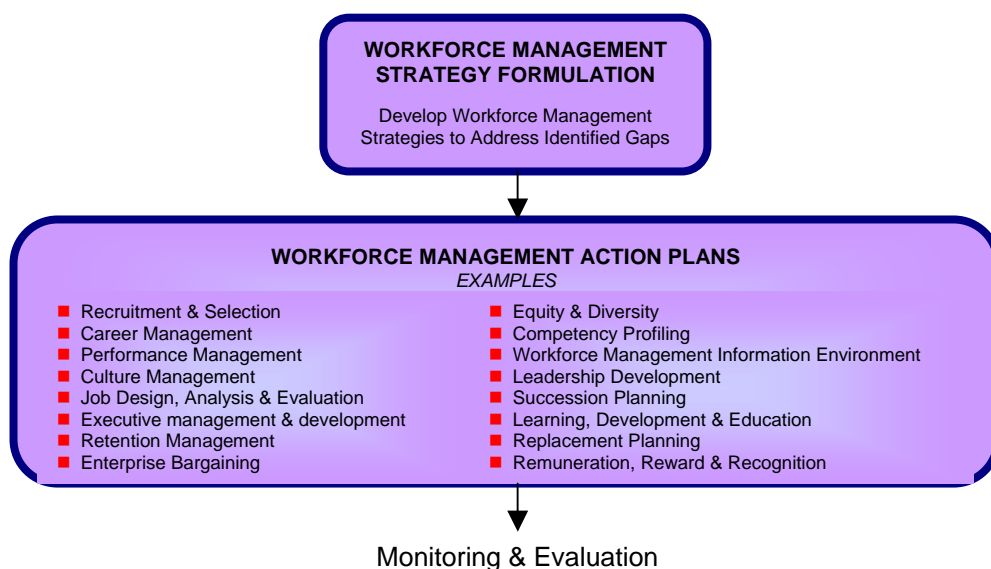 WORKFORCE MANAGEMENT
STRATEGY FORMULATION
Develop Workforce Management
Strategies to Address Identified Gaps
WORKFORCE MANAGEMENT ACTION PLANS
EXAMPLES
Recruitment & Selection
Career Management
Performance Management
Culture Management
Job Design, Analysis & Evaluation
Executive management & development
Retention Management
Enterprise Bargaining
Equity & Diversity
Competency Profiling
Workforce Management Information Environment
Leadership Development
Succession Planning
Learning, Development & Education
Replacement Planning
Remuneration, Reward & Recognition
Monitoring & Evaluation